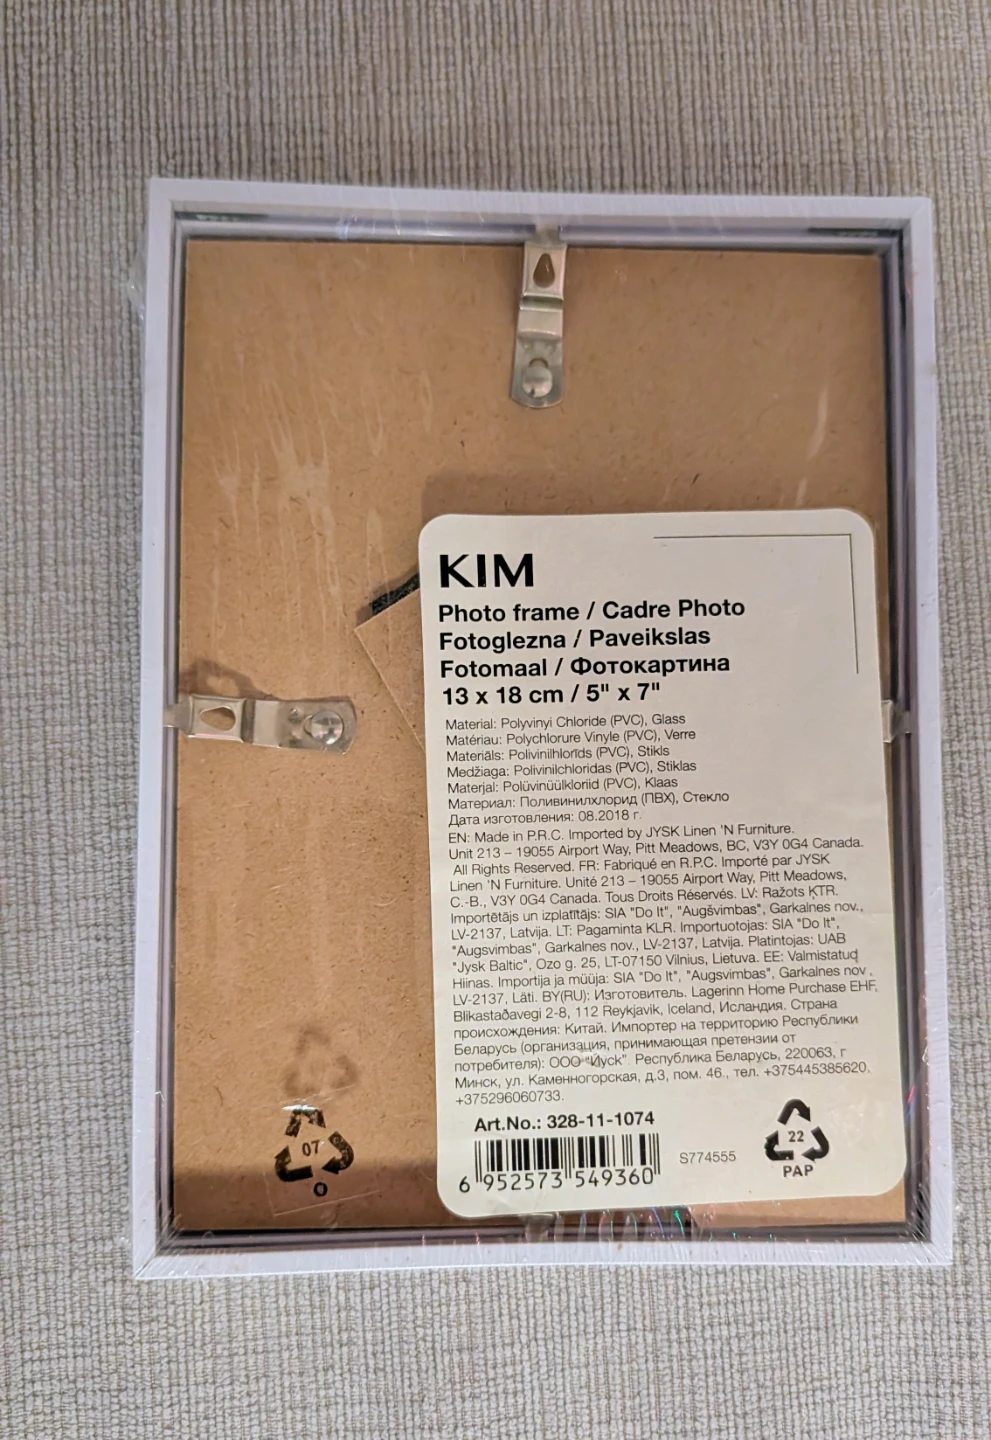 KIM
Photo frame / Cadre Photo
Fotoglezna / Paveikslas
Fotomaal / Фотокартина
13 x 18 cm / 5" x 7"
Material: Polyvinyi Chloride (PVC), Glass
Matériau: Polychlorure Vinyle (PVC), Verre
Materiāls: Polivinilhlorīds (PVC), Stikls
Medžiaga: Polivinilchloridas (PVC), Stiklas
Materjal: Polüvinüülkloriid (PVC), Klaas
Материал: Поливинилхлорид (ПВХ), Стекло
Дата изготовления: 08.2018 г.
EN: Made in P.R.C. Imported by JYSK Linen 'N Furniture.
Unit 213 – 19055 Airport Way, Pitt Meadows, BC, V3Y 0G4 Canada.
All Rights Reserved. FR: Fabriqué en R.P.C. Importé par JYSK
Linen 'N Furniture. Unité 213 – 19055 Airport Way, Pitt Meadows,
C.-B., V3Y 0G4 Canada. Tous Droits Réservés. LV: Ražots ĶTR.
Importētājs un izplatītājs: SIA "Do It", "Augšvimbas", Garkalnes nov.,
LV-2137, Latvija. LT: Pagaminta KLR. Importuotojas: SIA "Do It",
"Augsvimbas", Garkalnes nov., LV-2137, Latvija. Platintojas: UAB
"Jysk Baltic", Ozo g. 25, LT-07150 Vilnius, Lietuva. EE: Valmistatud
Hiinas. Importija ja müüja: SIA "Do It", "Augsvimbas", Garkalnes nov.,
LV-2137, Läti. BY(RU): Изготовитель. Lagerinn Home Purchase EHF,
Blikastaðavegi 2-8, 112 Reykjavik, Iceland, Исландия. Страна
происхождения: Китай. Импортер на территорию Республики
Беларусь (организация, принимающая претензии от
потребителя): ООО "Йуск" Республика Беларусь, 220063, г
Минск, ул. Каменногорская, д.3, пом. 46., тел. +375445385620,
+375296060733.
Art.No.: 328-11-1074
6 952573 549360
S774555
22
PAP
07
O